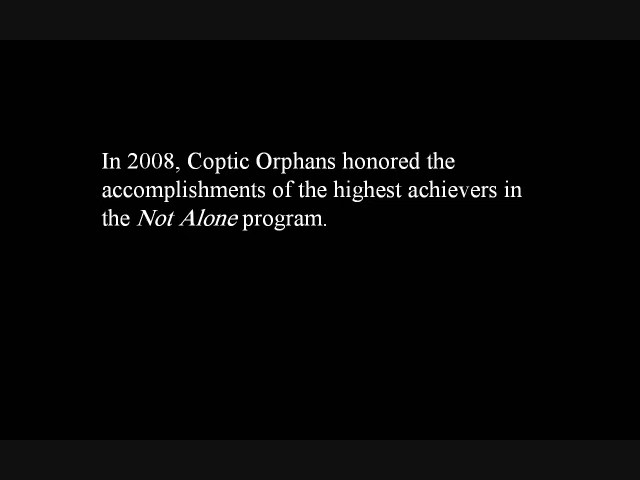 In 2008, Coptic Orphans honored the
accomplishments of the highest achievers in
the Not Alone program.